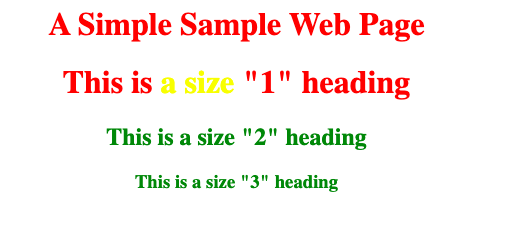 A Simple Sample Web Page
This is a size "1" heading
This is a size "2" heading
This is a size "3" heading